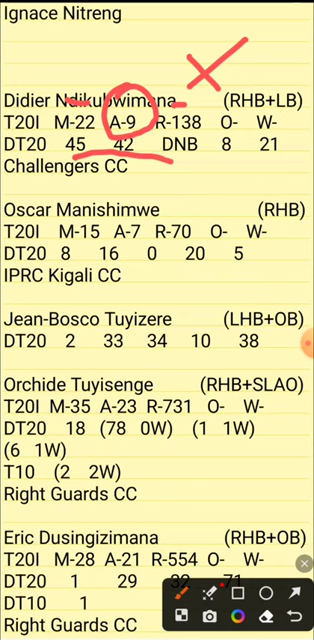 Ignace Nitreng
Didier Ndikubwimana (RHB+LB)
T20I M-22 A-9 R-138 O- W-
DT20 45 42 DNB 8 21
Challengers CC
Oscar Manishimwe (RHB)
T20I M-15 A-7 R-70 O- W-
DT20 8 16 0 20 5
IPRC Kigali CC
Jean-Bosco Tuyizere (LHB+OB)
DT20 2 33 34 10 38
Orchide Tuyisenge (RHB+SLAO)
T20I M-35 A-23 R-731 O- W-
DT20 18 (78 0W) (1 1W)
(6 1W)
T10 (2 2W)
Right Guards CC
Eric Dusingizimana (RHB+OB)
T20I M-28 A-21 R-554 O- W-
DT20 1 29 32 71
DT10 1
Right Guards CC